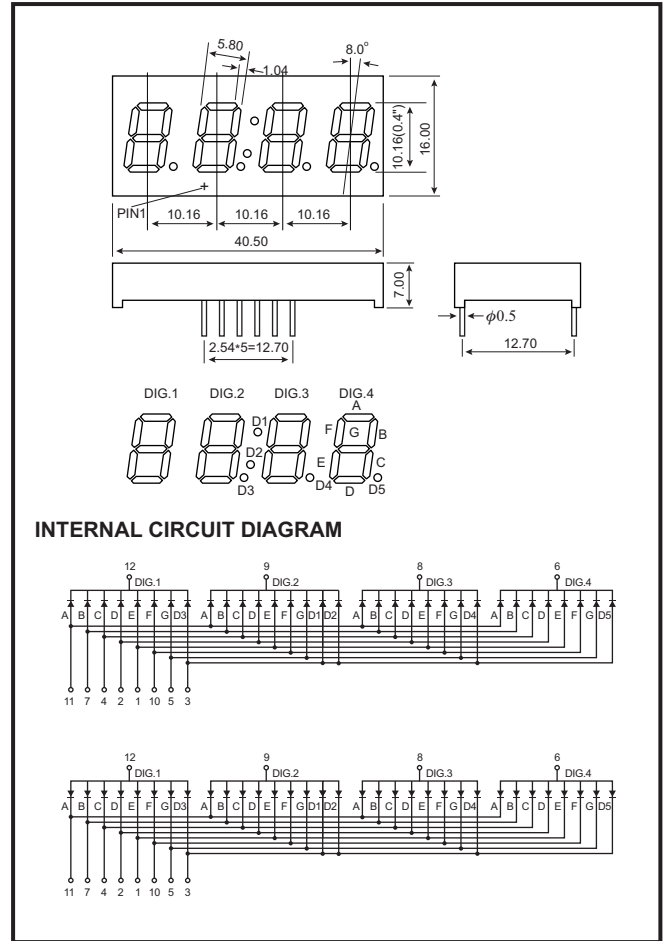 5.80
1.04
8.0°
10.16(0.4")
16.00
PIN1
+
10.16 10.16 10.16
40.50
7.00
2.54*5=12.70
ϕ0.5
12.70
DIG.1 DIG.2 DIG.3 DIG.4
A
D1
F G B
D2
E C
D3 D4 D D5
INTERNAL CIRCUIT DIAGRAM
12 9 8 6
DIG.1 DIG.2 DIG.3 DIG.4
A B C D E F G D3 A B C D E F G D1 D2 A B C D E F G D4 A B C D E F G D5
11 7 4 2 1 10 5 3
12 9 8 6
DIG.1 DIG.2 DIG.3 DIG.4
A B C D E F G D3 A B C D E F G D1 D2 A B C D E F G D4 A B C D E F G D5
11 7 4 2 1 10 5 3